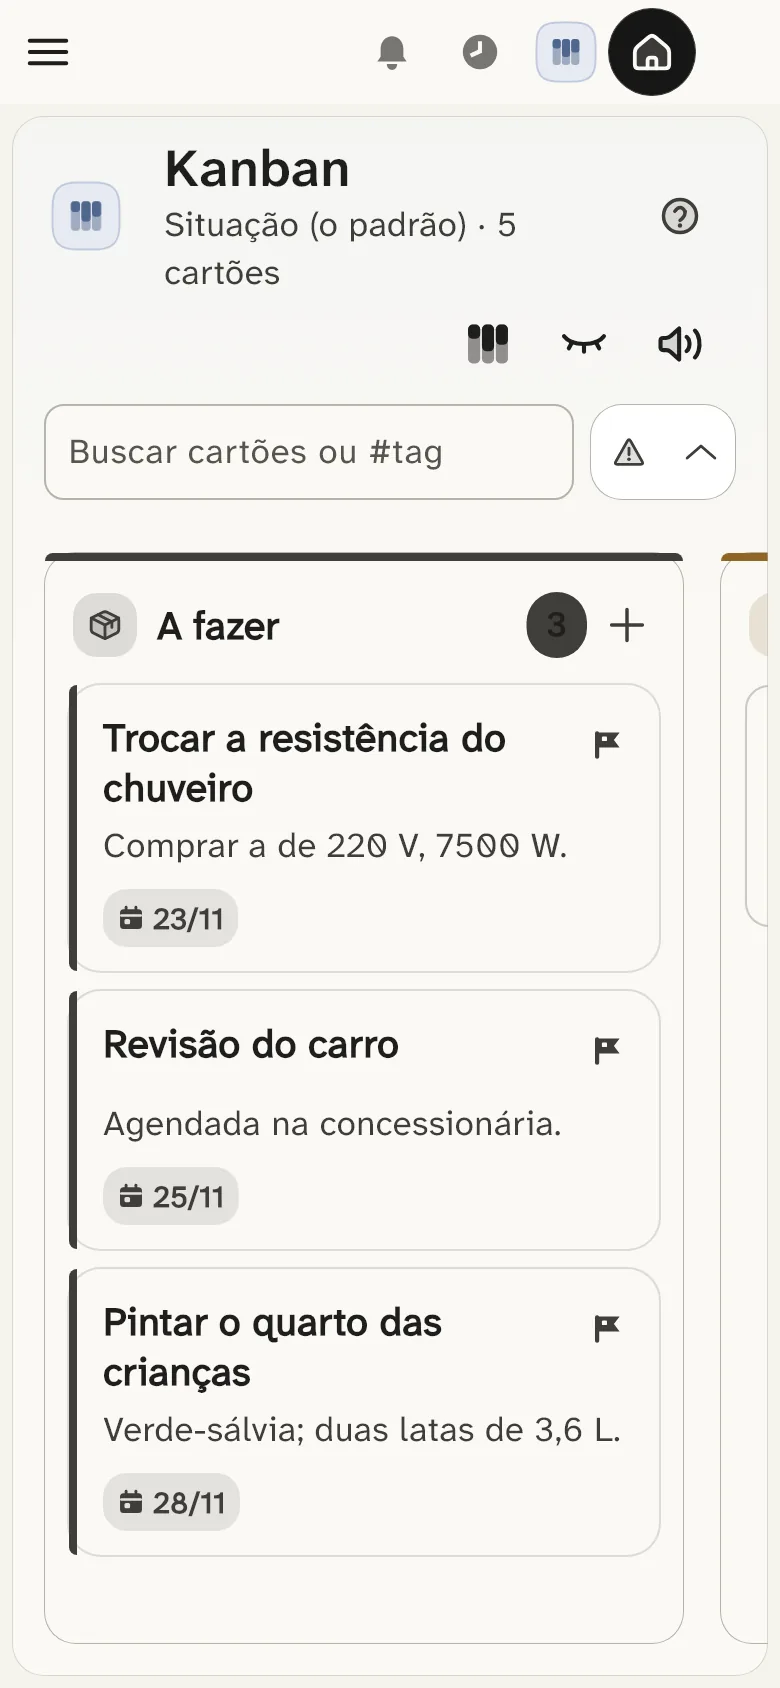 Kanban
Situação (o padrão) · 5
cartões
Buscar cartões ou #tag
A fazer
3
Trocar a resistência do
chuveiro
Comprar a de 220 V, 7500 W.
23/11
Revisão do carro
Agendada na concessionária.
25/11
Pintar o quarto das
crianças
Verde-sálvia; duas latas de 3,6 L.
28/11